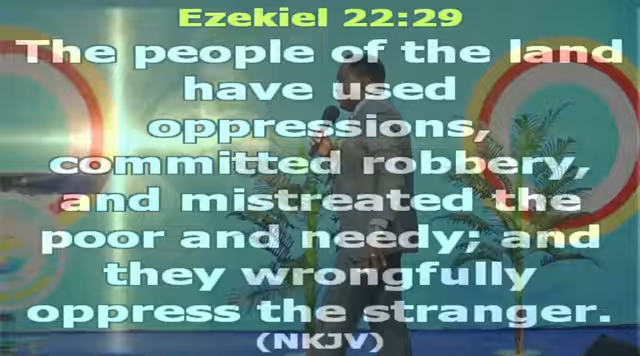 Ezekiel 22:29
The people of the land
have used
oppressions,
committed robbery,
and mistreated the
poor and needy; and
they wrongfully
oppress the stranger.
(NKJV)